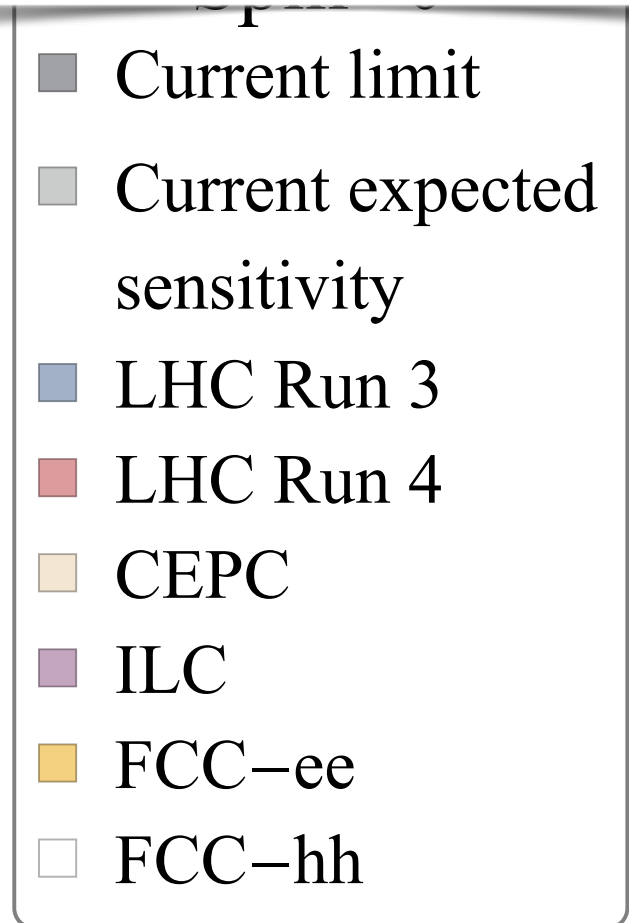 Current limit
Current expected
sensitivity
LHC Run 3
LHC Run 4
CEPC
ILC
FCC−ee
FCC−hh